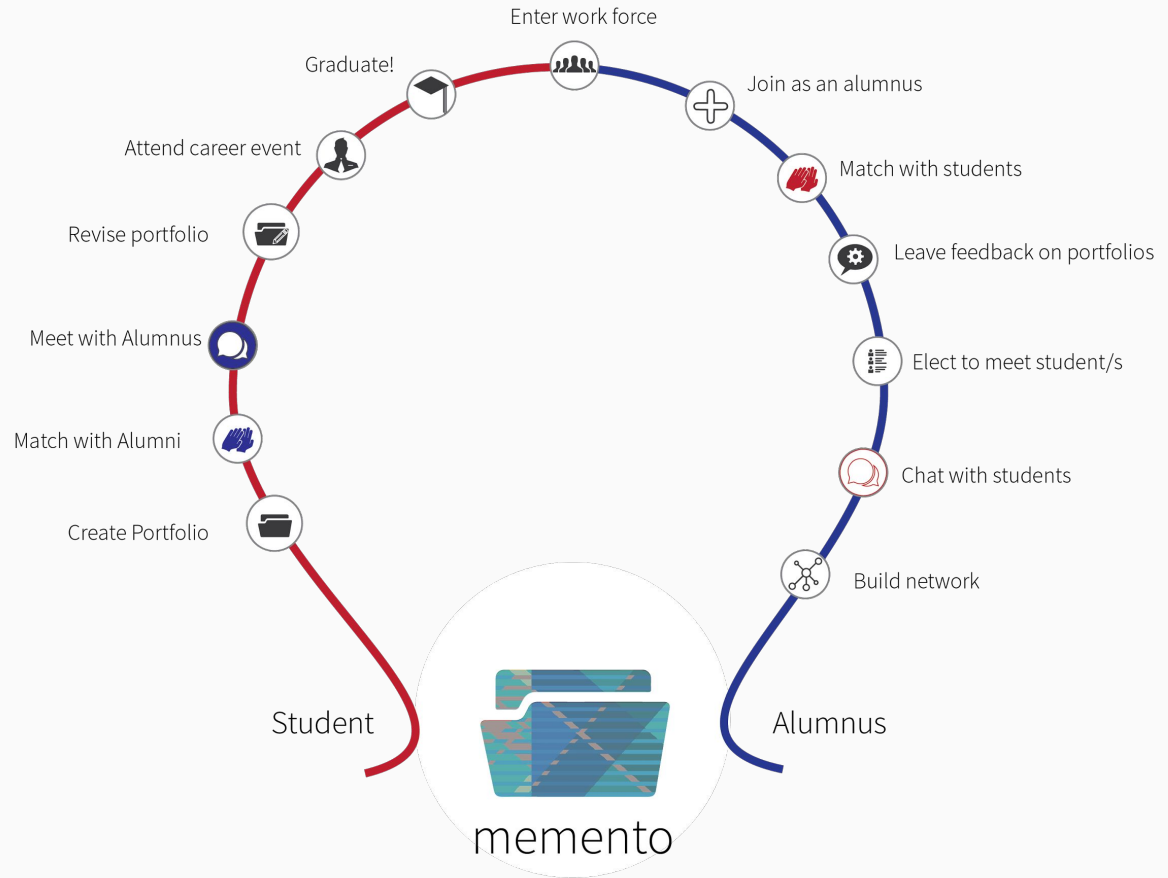 Enter work force
Graduate!
Join as an alumnus
Attend career event
Match with students
Revise portfolio
Leave feedback on portfolios
Meet with Alumnus
Elect to meet student/s
Match with Alumni
Chat with students
Create Portfolio
Build network
Student
Alumnus
memento